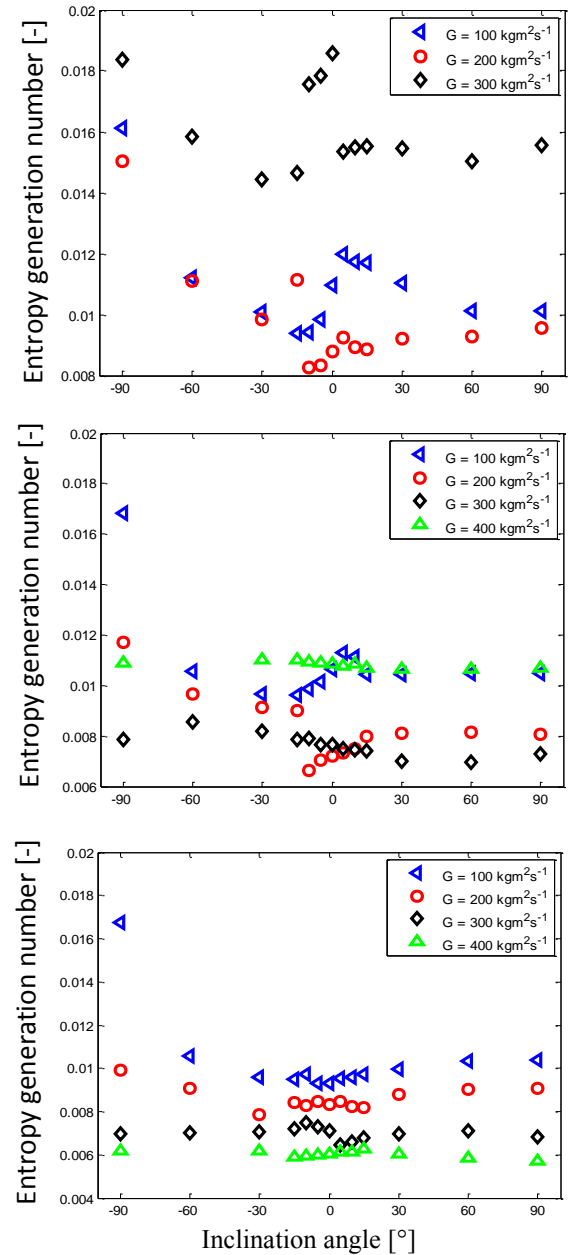 0.02
0.018
0.016
0.014
0.012
0.01
0.008
Entropy generation number [-]
G = 100 kgm²s⁻¹
G = 200 kgm²s⁻¹
G = 300 kgm²s⁻¹
-90 -60 -30 0 30 60 90
0.02
0.018
0.016
0.014
0.012
0.01
0.008
0.006
Entropy generation number [-]
G = 100 kgm²s⁻¹
G = 200 kgm²s⁻¹
G = 300 kgm²s⁻¹
G = 400 kgm²s⁻¹
-90 -60 -30 0 30 60 90
0.02
0.018
0.016
0.014
0.012
0.01
0.008
0.006
0.004
Entropy generation number [-]
G = 100 kgm²s⁻¹
G = 200 kgm²s⁻¹
G = 300 kgm²s⁻¹
G = 400 kgm²s⁻¹
-90 -60 -30 0 30 60 90
Inclination angle [°]